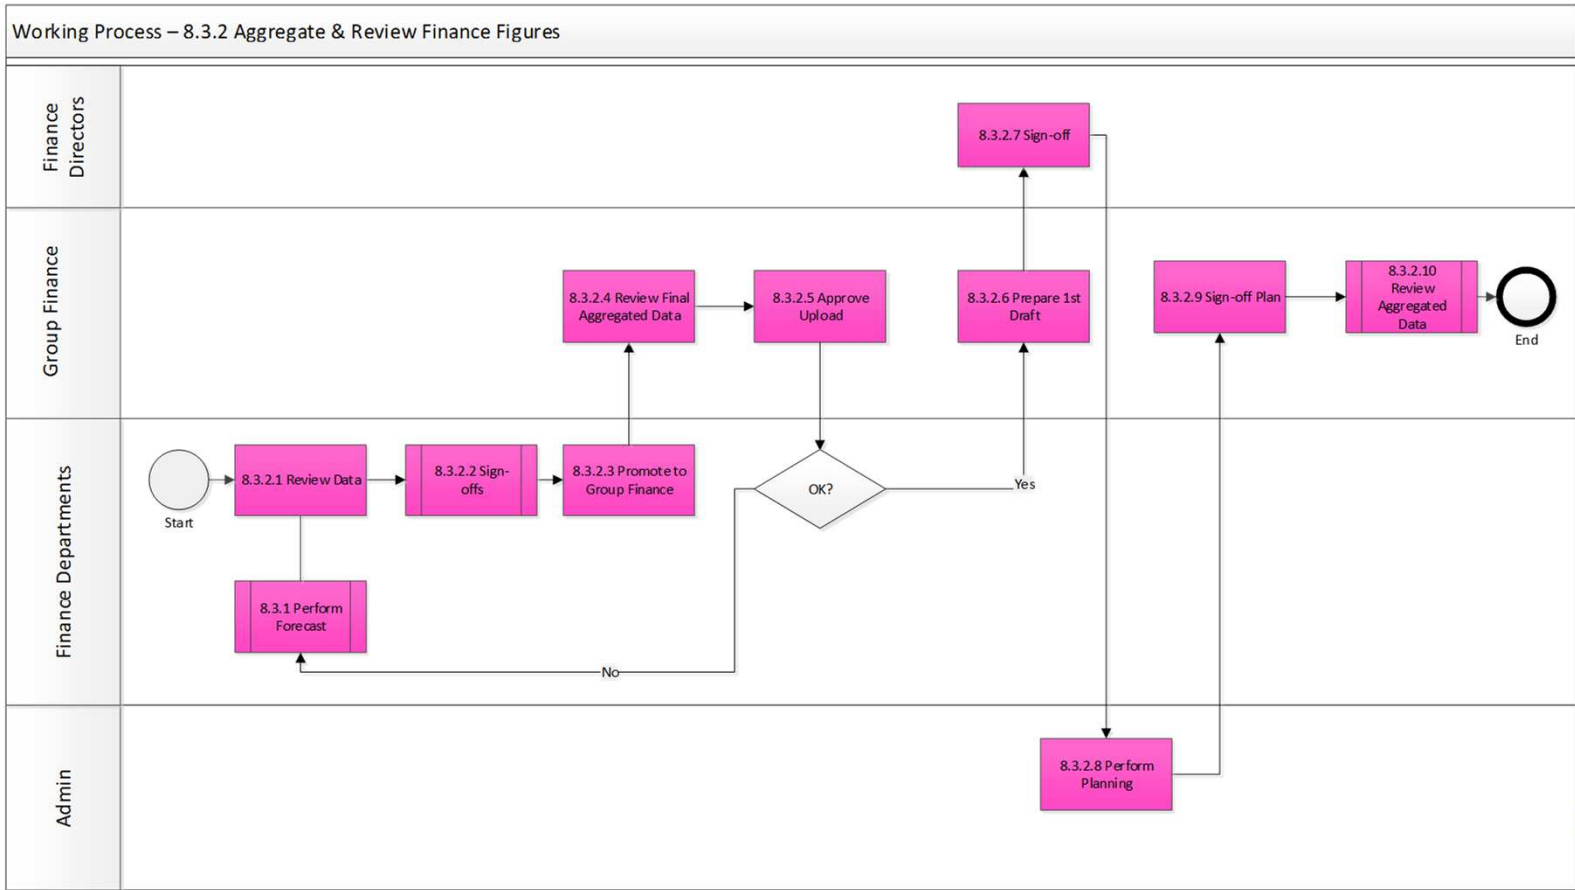 Working Process – 8.3.2 Aggregate & Review Finance Figures
Finance
Directors
8.3.2.7 Sign-off
Group Finance
8.3.2.4 Review Final
Aggregated Data
8.3.2.5 Approve
Upload
8.3.2.6 Prepare 1st
Draft
8.3.2.9 Sign-off Plan
8.3.2.10
Review
Aggregated
Data
End
Finance Departments
Start
8.3.2.1 Review Data
8.3.2.2 Sign-
offs
8.3.2.3 Promote to
Group Finance
OK?
Yes
8.3.1 Perform
Forecast
No
Admin
8.3.2.8 Perform
Planning